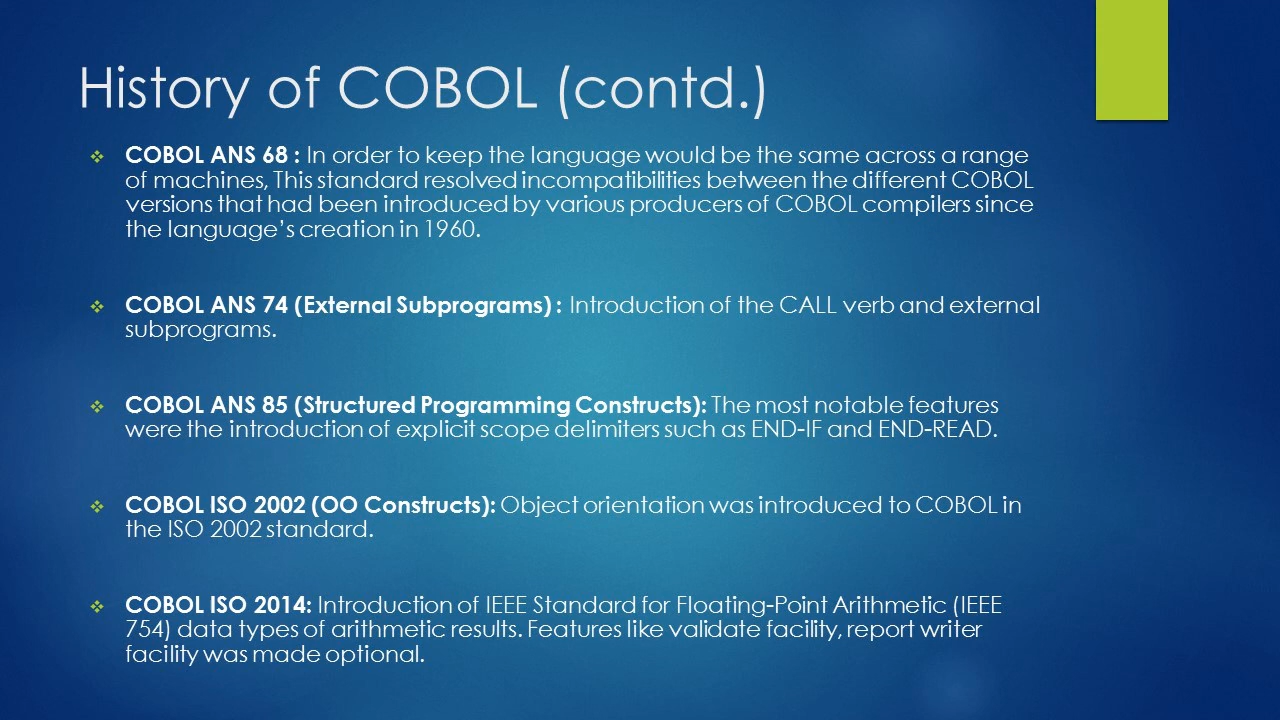 History of COBOL (contd.)
COBOL ANS 68 : In order to keep the language would be the same across a range
of machines, This standard resolved incompatibilities between the different COBOL
versions that had been introduced by various producers of COBOL compilers since
the language’s creation in 1960.
COBOL ANS 74 (External Subprograms) : Introduction of the CALL verb and external
subprograms.
COBOL ANS 85 (Structured Programming Constructs): The most notable features
were the introduction of explicit scope delimiters such as END-IF and END-READ.
COBOL ISO 2002 (OO Constructs): Object orientation was introduced to COBOL in
the ISO 2002 standard.
COBOL ISO 2014: Introduction of IEEE Standard for Floating-Point Arithmetic (IEEE
754) data types of arithmetic results. Features like validate facility, report writer
facility was made optional.